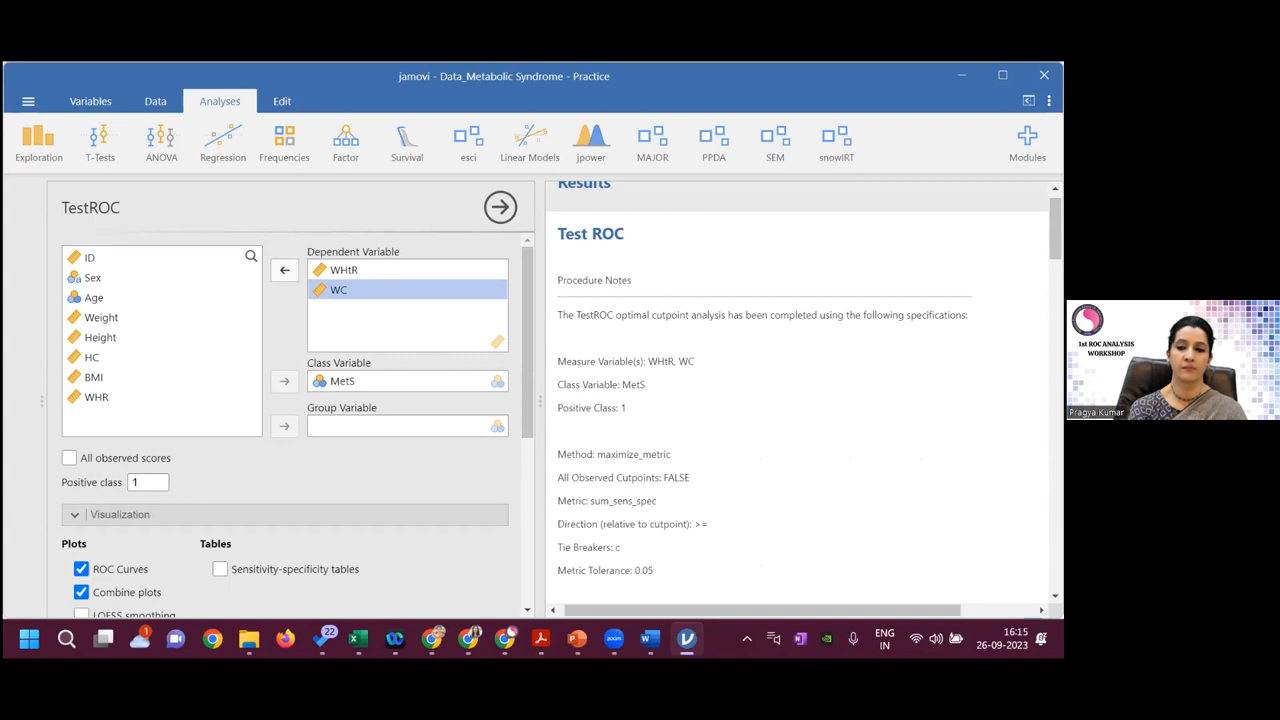 jamovi - Data_Metabolic Syndrome - Practice
Variables Data Analyses Edit
Exploration T-Tests ANOVA Regression Frequencies Factor Survival esci Linear Models jpower MAJOR PPDA SEM snowIRT Modules
TestROC
ID
Sex
Age
Weight
Height
HC
BMI
WHR
Dependent Variable
WHtR
WC
Class Variable
MetS
Group Variable
All observed scores
Positive class 1
Visualization
Plots Tables
ROC Curves Sensitivity-specificity tables
Combine plots
LOESS smoothing
Results
Test ROC
Procedure Notes
The TestROC optimal cutpoint analysis has been completed using the following specifications:
Measure Variable(s): WHtR, WC
Class Variable: MetS
Positive Class: 1
Method: maximize_metric
All Observed Cutpoints: FALSE
Metric: sum_sens_spec
Direction (relative to cutpoint): >=
Tie Breakers: c
Metric Tolerance: 0.05
1st ROC ANALYSIS
WORKSHOP
Pragya Kumar
1
22
ENG
IN
16:15
26-09-2023